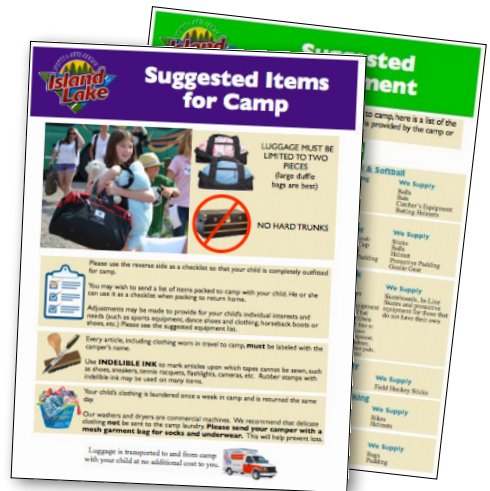 Island
Lake
Suggested Items
for Camp
LUGGAGE MUST BE
LIMITED TO TWO
PIECES
(large duffle
bags are best)
NO HARD TRUNKS
Please use the reverse side as a checklist so that your child is completely outfitted
for camp.
You may wish to send a list of items packed to camp with your child. He or she
can use it as a checklist when packing to return home.
Adjustments may be made to provide for your child's individual interests and
needs (such as sports equipment, dance shoes and clothing, horseback boots or
shoes, etc.) Please see the suggested equipment list.
Every article, including clothing worn in travel to camp, must be labeled with the
camper's name.
Use INDELIBLE INK to mark articles upon which tapes cannot be sewn, such
as shoes, sneakers, tennis racquets, flashlights, cameras, etc. Rubber stamps with
indelible ink may be used on many items.
Your child's clothing is laundered once a week in camp and is returned the same
day.
Our washers and dryers are commercial machines. We recommend that delicate
clothing not be sent to the camp laundry. Please send your camper with a
mesh garment bag for socks and underwear. This will help prevent loss.
Luggage is transported to and from camp
with your child at no additional cost to you.
to camp, here is a list of the
is provided by the camp or
& Softball
We Supply
Balls
Bats
Catcher's Equipment
Batting Helmets
We Supply
Sticks
Balls
Helmet
Protective Padding
Goalie Gear
We Supply
Skateboards, In-Line
Skates and protective
equipment for those that
do not have their own
We Supply
Field Hockey Sticks
We Supply
Bikes
Helmets
We Supply
Bags
Padding